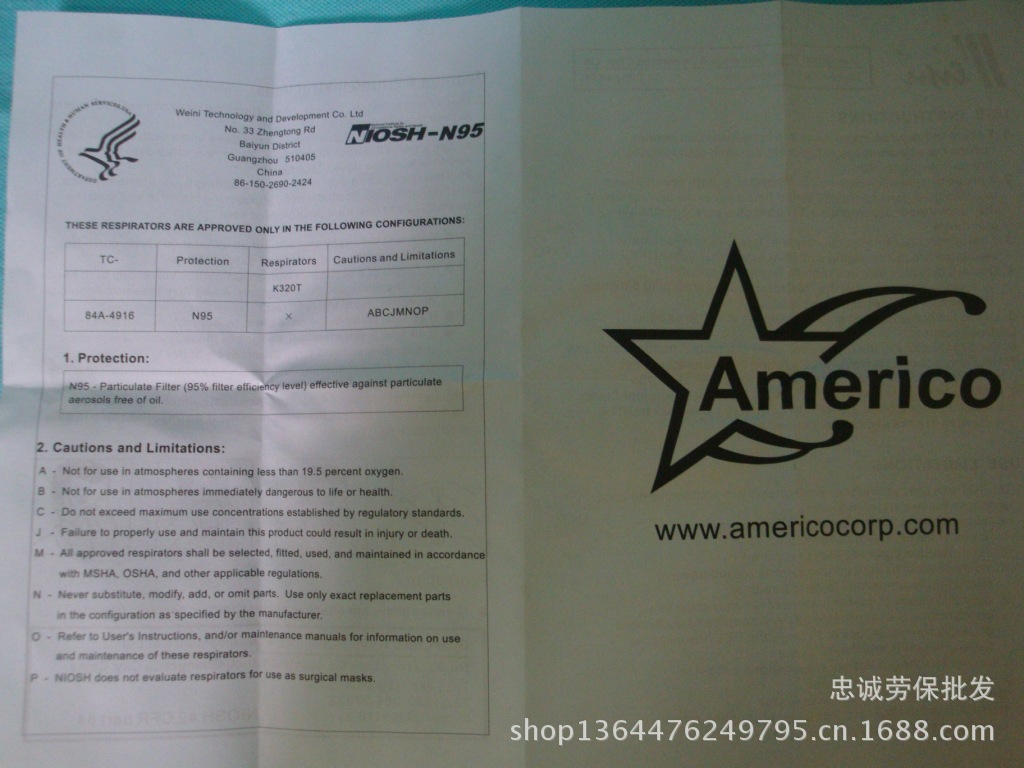 DEPARTMENT OF HEALTH & HUMAN SERVICES.USA
Weini Technology and Development Co. Ltd
No. 33 Zhengtong Rd
Baiyun District
Guangzhou 510405
China
86-150-2690-2424
NIOSH-N95
THESE RESPIRATORS ARE APPROVED ONLY IN THE FOLLOWING CONFIGURATIONS:
TC- Protection Respirators Cautions and Limitations
K320T
84A-4916 N95 X ABCJMNOP
1. Protection:
N95 - Particulate Filter (95% filter efficiency level) effective against particulate
aerosols free of oil.
2. Cautions and Limitations:
A - Not for use in atmospheres containing less than 19.5 percent oxygen.
B - Not for use in atmospheres immediately dangerous to life or health.
C - Do not exceed maximum use concentrations established by regulatory standards.
J - Failure to properly use and maintain this product could result in injury or death.
M - All approved respirators shall be selected, fitted, used, and maintained in accordance
with MSHA, OSHA, and other applicable regulations.
N - Never substitute, modify, add, or omit parts. Use only exact replacement parts
in the configuration as specified by the manufacturer.
O - Refer to User's Instructions, and/or maintenance manuals for information on use
and maintenance of these respirators.
P - NIOSH does not evaluate respirators for use as surgical masks.
Americo
www.americocorp.com
忠诚劳保批发
shop1364476249795.cn.1688.com